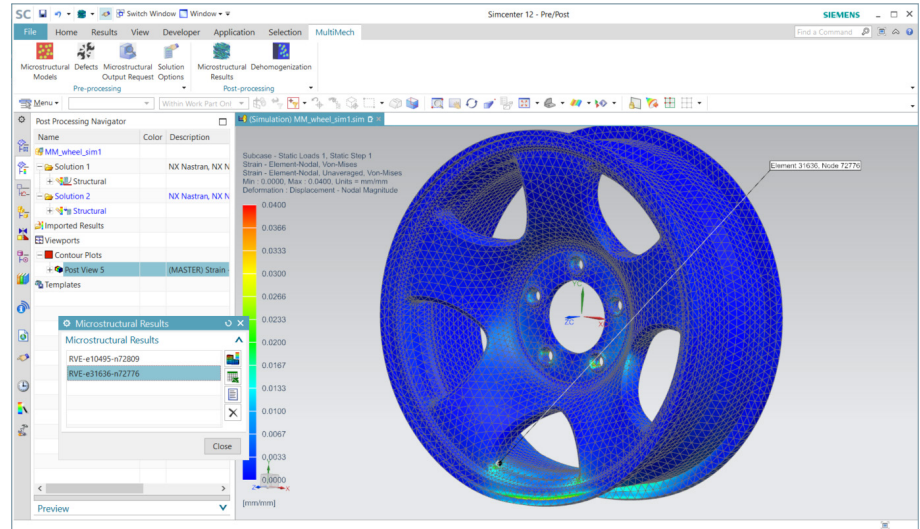 SC Switch Window Window Simcenter 12 - Pre/Post SIEMENS
File Home Results View Developer Application Selection MultiMech Find a Command
Microstructural Models
Defects
Microstructural Output Request
Solution Options
Microstructural Results
Dehomogenization
Pre-processing Post-processing
Menu Within Work Part Onl
Post Processing Navigator
(Simulation) MM_wheel_sim1.sim
Name Color Description
MM_wheel_sim1
Solution 1 NX Nastran, NX N
Structural
Solution 2 NX Nastran, NX N
Structural
Imported Results
Viewports
Contour Plots
Post View 5 (MASTER) Strain
Templates
Microstructural Results
Microstructural Results
RVE-e10495-n72809
RVE-e31636-n72776
Close
Preview
Subcase - Static Loads 1, Static Step 1
Strain - Element-Nodal, Von-Mises
Strain - Element-Nodal, Unaveraged, Von-Mises
Min : 0.0000, Max : 0.0400, Units = mm/mm
Deformation : Displacement - Nodal Magnitude
0.0400
0.0366
0.0333
0.0300
0.0266
0.0233
0.0200
0.0167
0.0133
0.0100
0.0067
0.0033
0.0000
[mm/mm]
Element 31636, Node 72776
YC
ZC
XC
Z
X